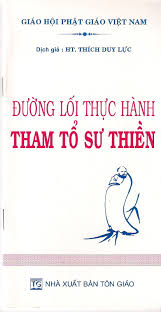 GIÁO HỘI PHẬT GIÁO VIỆT NAM
Dịch giả : HT. THÍCH DUY LỰC
ĐƯỜNG LỐI THỰC HÀNH
THAM TỔ SƯ THIỀN
TG
NHÀ XUẤT BẢN TÔN GIÁO